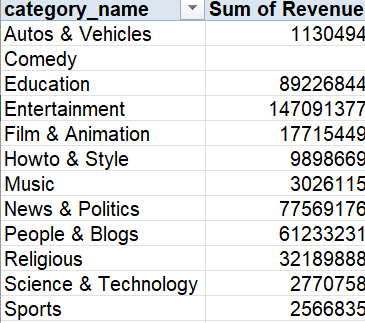 category_name Sum of Revenue
Autos & Vehicles 1130494
Comedy
Education 89226844
Entertainment 147091377
Film & Animation 17715449
Howto & Style 9898669
Music 3026115
News & Politics 77569176
People & Blogs 61233231
Religious 32189888
Science & Technology 2770758
Sports 2566835